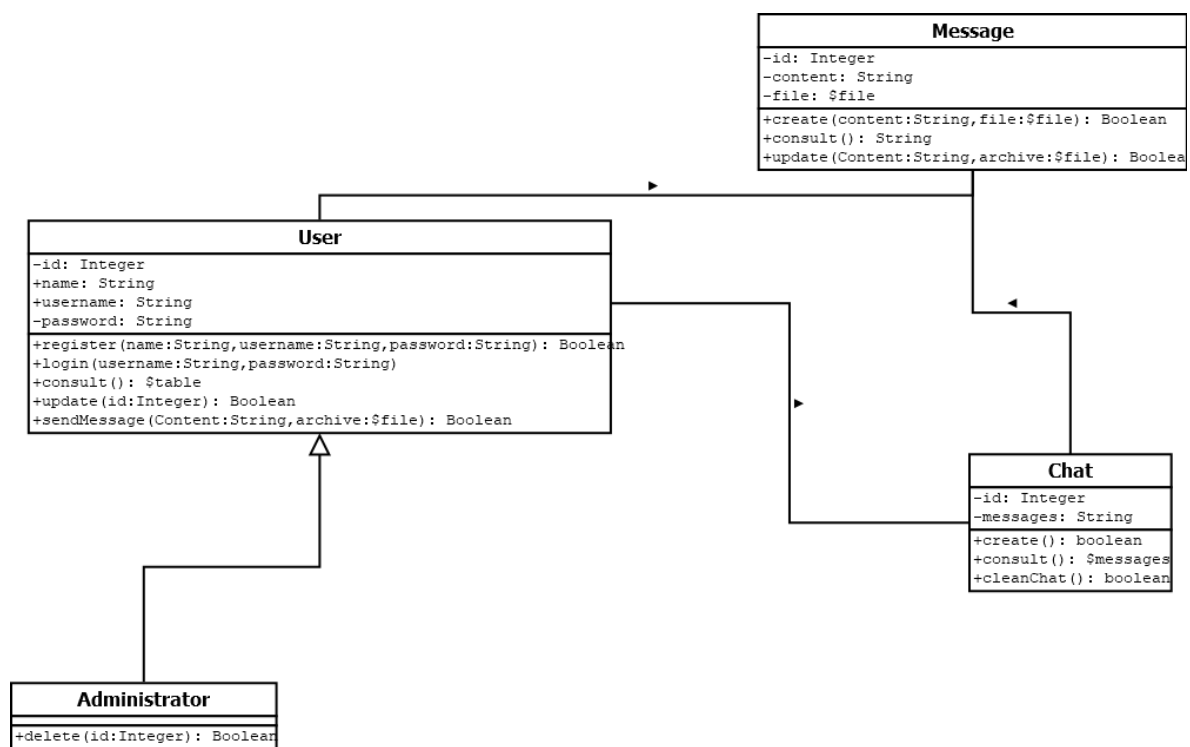 Message
-id: Integer
-content: String
-file: $file
+create(content:String,file:$file): Boolean
+consult(): String
+update(Content:String,archive:$file): Boolea
User
-id: Integer
+name: String
+username: String
-password: String
+register(name:String,username:String,password:String): Boolean
+login(username:String,password:String)
+consult(): $table
+update(id:Integer): Boolean
+sendMessage(Content:String,archive:$file): Boolean
Chat
-id: Integer
-messages: String
+create(): boolean
+consult(): $messages
+cleanChat(): boolean
Administrator
+delete(id:Integer): Boolean